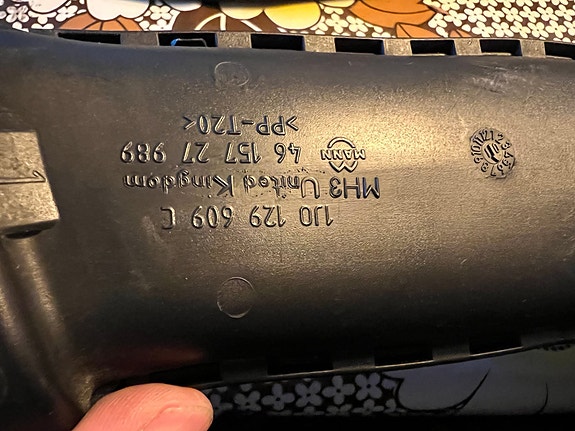 1J0 129 609 C
MH3 United Kingdom
MANN 46 157 27 989
>PP-T20<